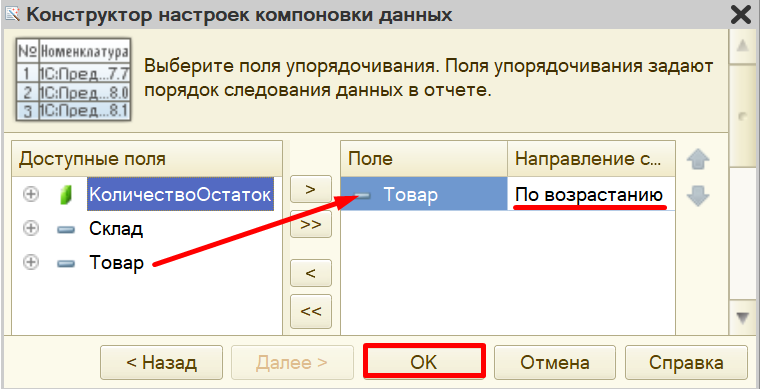 Конструктор настроек компоновки данных
№ Номенклатура
1 1С:Пред...7.7
2 1С:Пред...8.0
3 1С:Пред...8.1
Выберите поля упорядочивания. Поля упорядочивания задают
порядок следования данных в отчете.
Доступные поля
КоличествоОстаток
Склад
Товар
>
>>
<
<<
Поле Направление с...
Товар По возрастанию
< Назад Далее > OK Отмена Справка